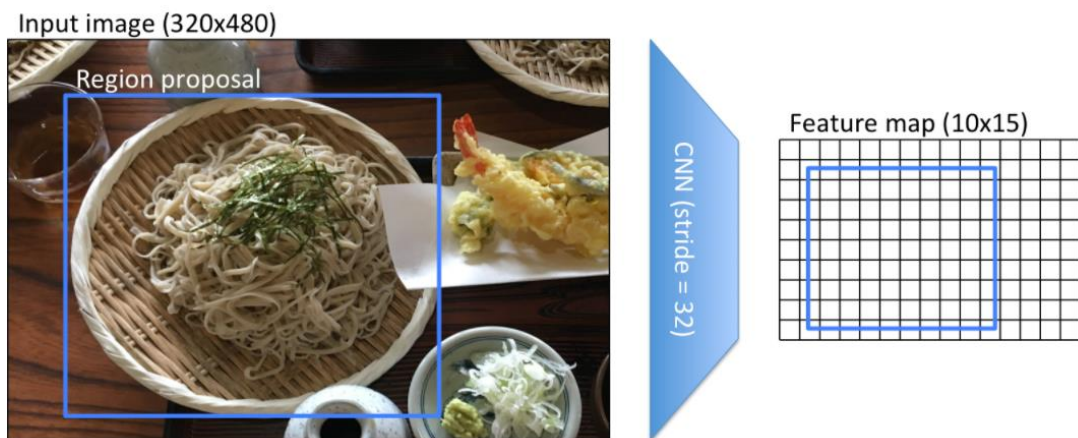 Input image (320x480)
Region proposal
CNN (stride = 32)
Feature map (10x15)